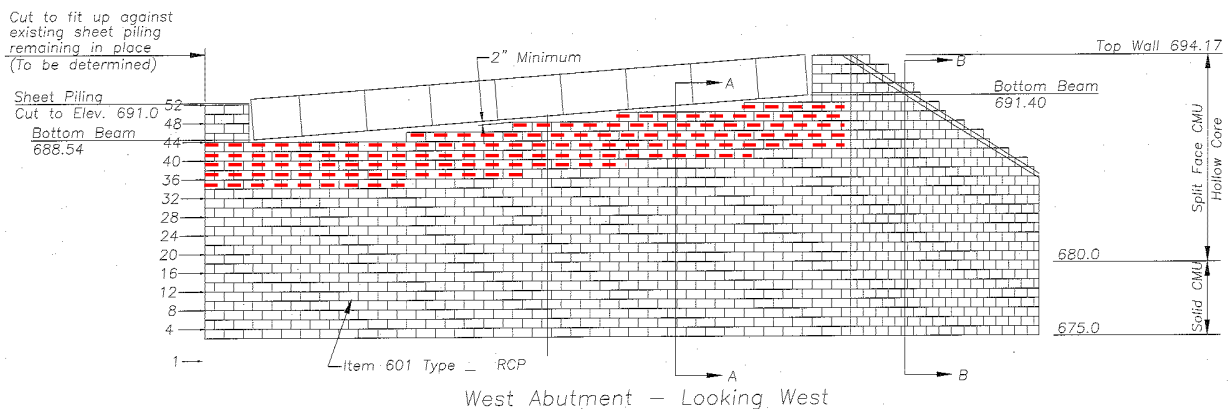 Cut to fit up against
existing sheet piling
remaining in place
(To be determined)
2" Minimum
A
B
Top Wall 694.17
Sheet Piling
Cut to Elev. 691.0
Bottom Beam
688.54
Bottom Beam
691.40
52
48
44
40
36
32
28
24
20
16
12
8
4
1
Split Face CMU
Hollow Core
680.0
Solid CMU
675.0
Item 601 Type _ RCP
A
B
West Abutment – Looking West